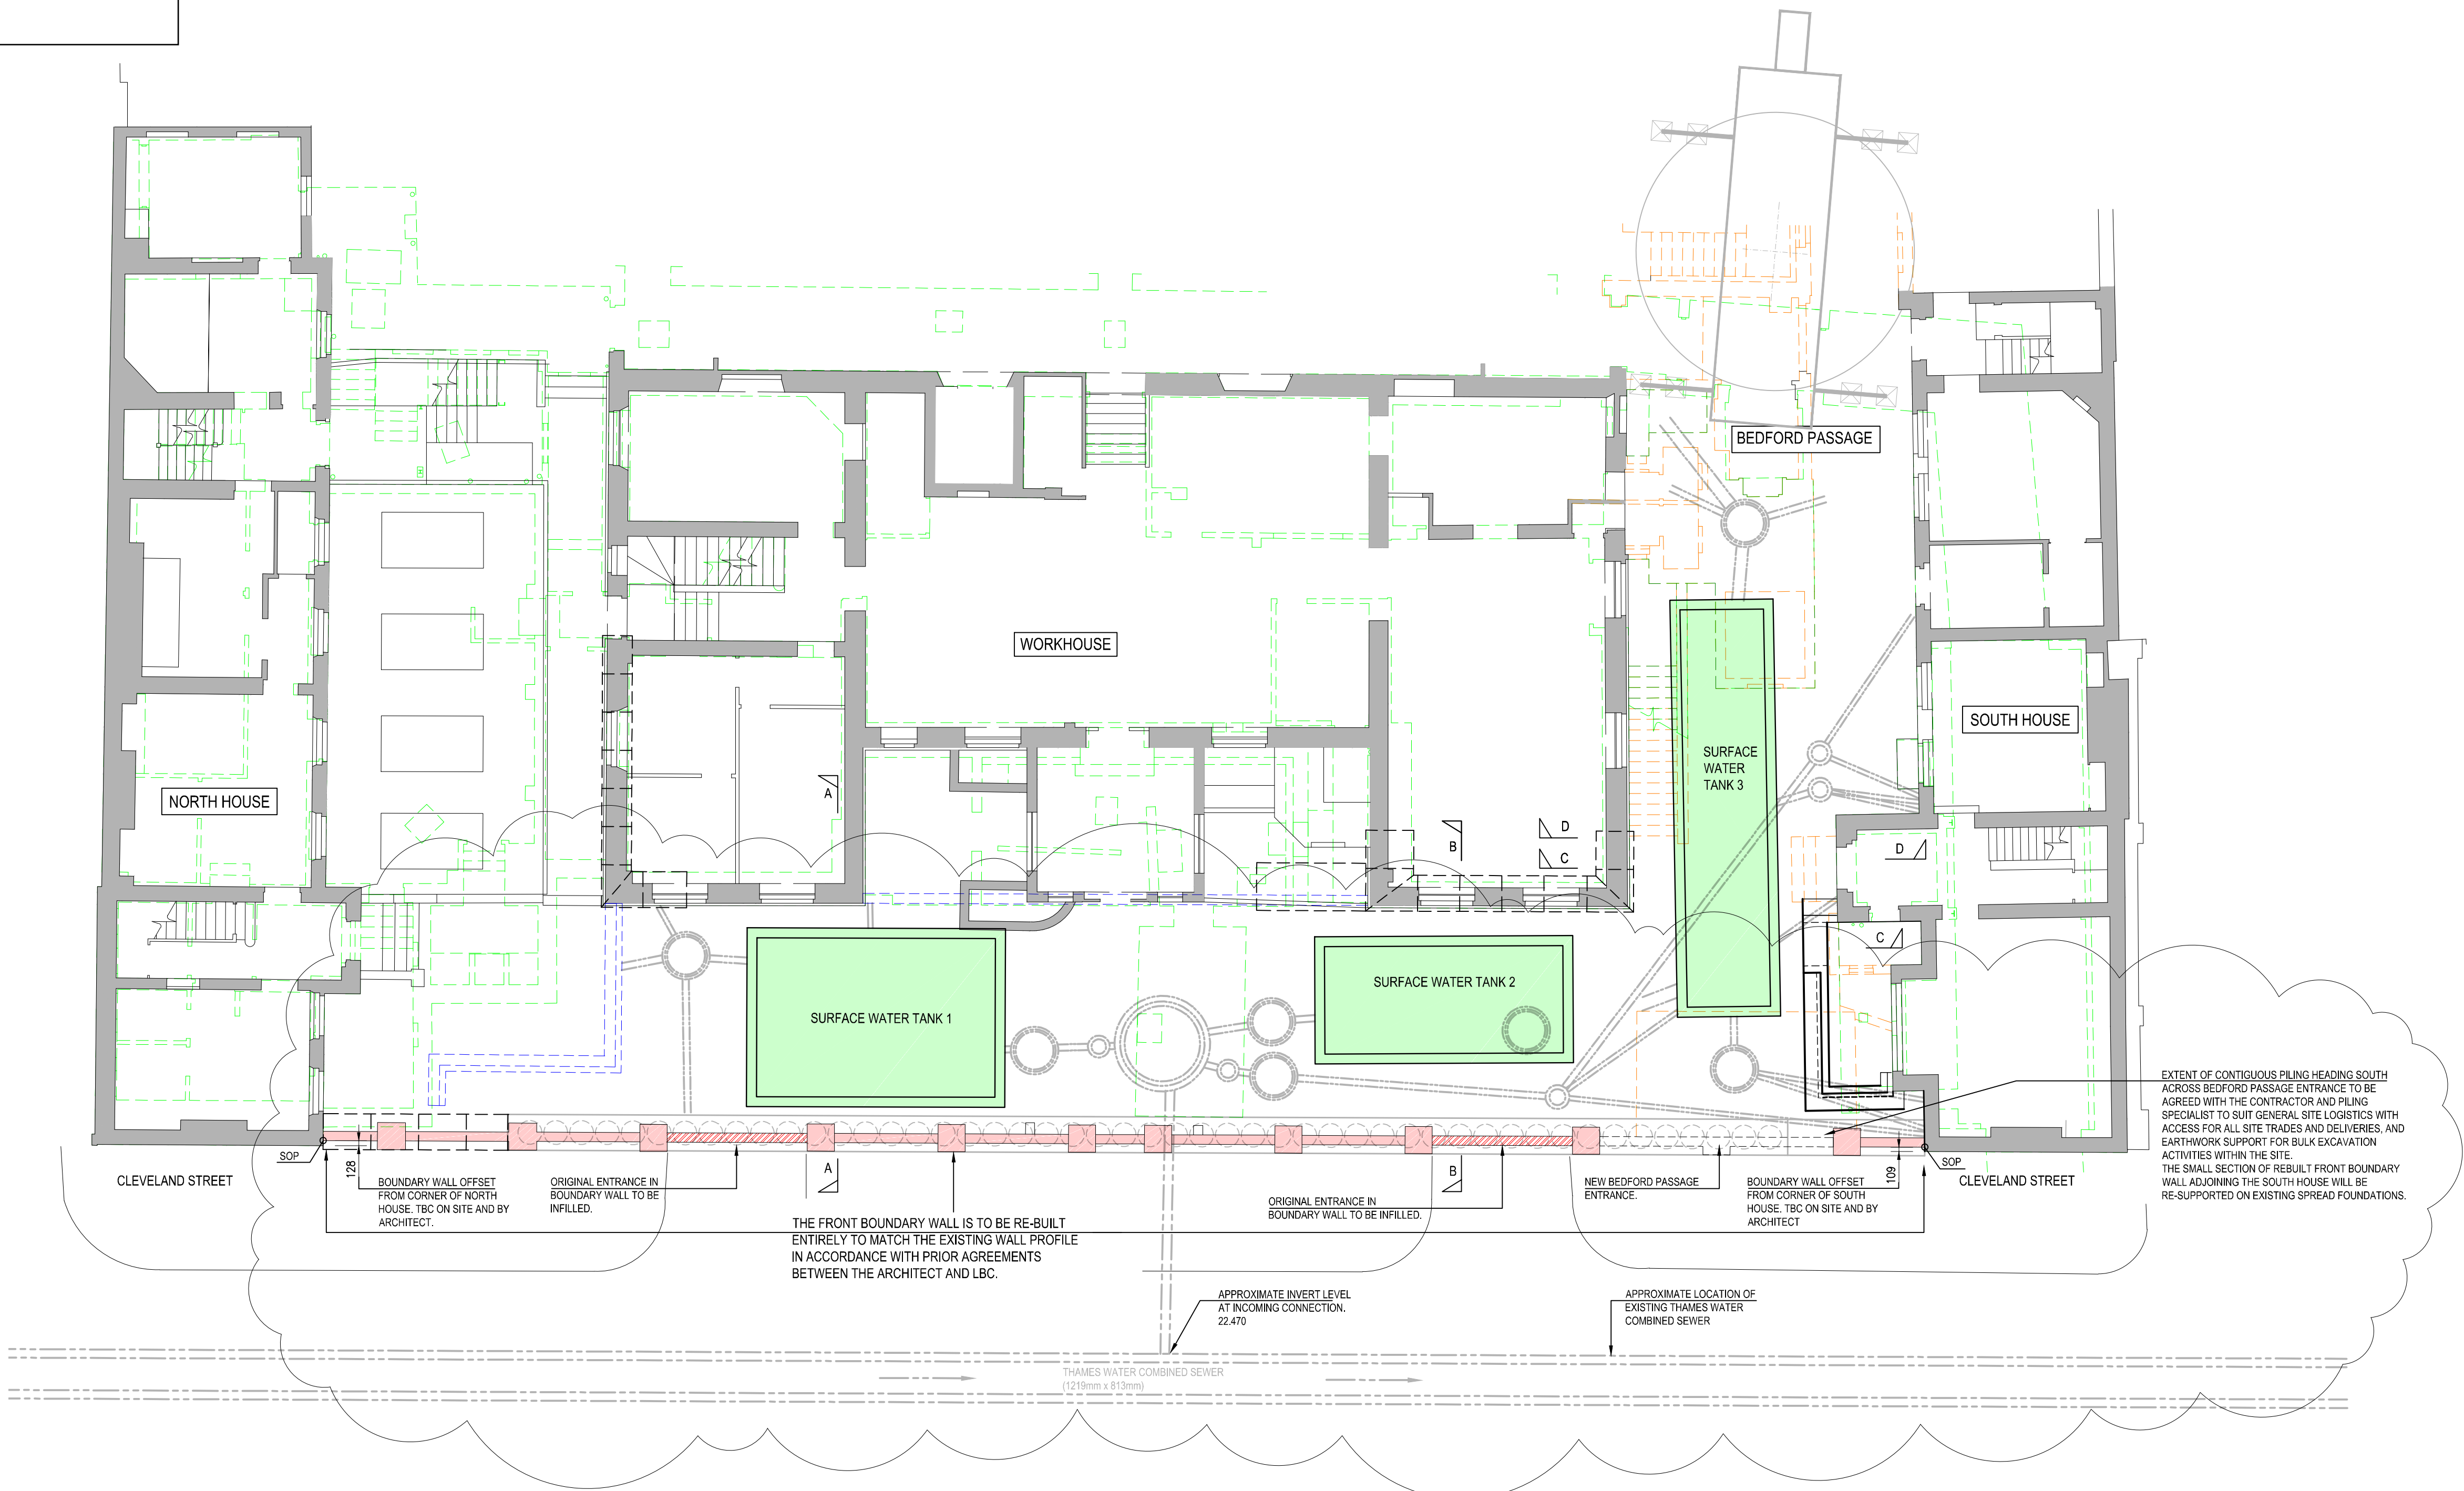 BEDFORD PASSAGE
WORKHOUSE
SOUTH HOUSE
NORTH HOUSE
SURFACE
WATER
TANK 3
A
B
D
C
D
C
SURFACE WATER TANK 1
SURFACE WATER TANK 2
EXTENT OF CONTIGUOUS PILING HEADING SOUTH
ACROSS BEDFORD PASSAGE ENTRANCE TO BE
AGREED WITH THE CONTRACTOR AND PILING
SPECIALIST TO SUIT GENERAL SITE LOGISTICS WITH
ACCESS FOR ALL SITE TRADES AND DELIVERIES, AND
EARTHWORK SUPPORT FOR BULK EXCAVATION
ACTIVITIES WITHIN THE SITE.
THE SMALL SECTION OF REBUILT FRONT BOUNDARY
WALL ADJOINING THE SOUTH HOUSE WILL BE
RE-SUPPORTED ON EXISTING SPREAD FOUNDATIONS.
SOP
128
CLEVELAND STREET
BOUNDARY WALL OFFSET
FROM CORNER OF NORTH
HOUSE. TBC ON SITE AND BY
ARCHITECT.
ORIGINAL ENTRANCE IN
BOUNDARY WALL TO BE
INFILLED.
A
THE FRONT BOUNDARY WALL IS TO BE RE-BUILT
ENTIRELY TO MATCH THE EXISTING WALL PROFILE
IN ACCORDANCE WITH PRIOR AGREEMENTS
BETWEEN THE ARCHITECT AND LBC.
ORIGINAL ENTRANCE IN
BOUNDARY WALL TO BE INFILLED.
B
NEW BEDFORD PASSAGE
ENTRANCE.
BOUNDARY WALL OFFSET
FROM CORNER OF SOUTH
HOUSE. TBC ON SITE AND BY
ARCHITECT
109
SOP
CLEVELAND STREET
APPROXIMATE INVERT LEVEL
AT INCOMING CONNECTION.
22.470
APPROXIMATE LOCATION OF
EXISTING THAMES WATER
COMBINED SEWER
THAMES WATER COMBINED SEWER
(1219mm x 813mm)